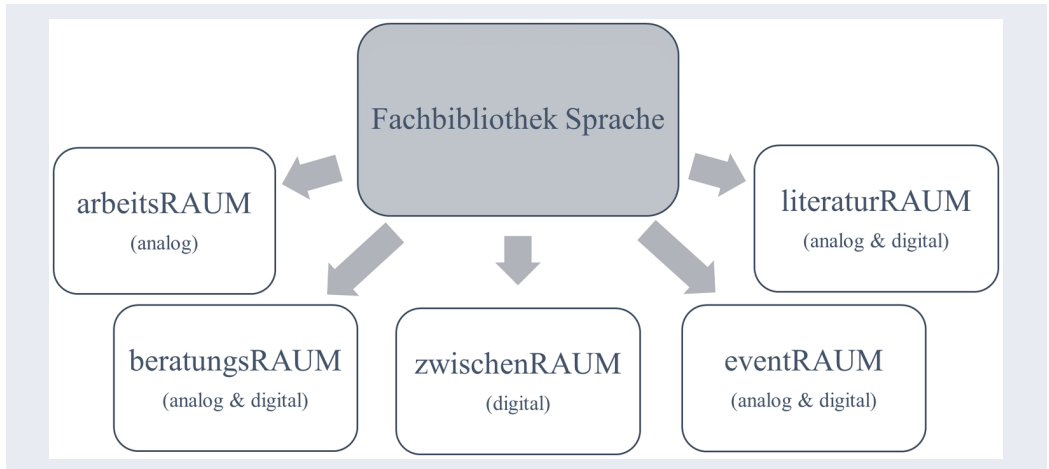 Fachbibliothek Sprache
arbeitsRAUM
(analog)
literaturRAUM
(analog & digital)
beratungsRAUM
(analog & digital)
zwischenRAUM
(digital)
eventRAUM
(analog & digital)